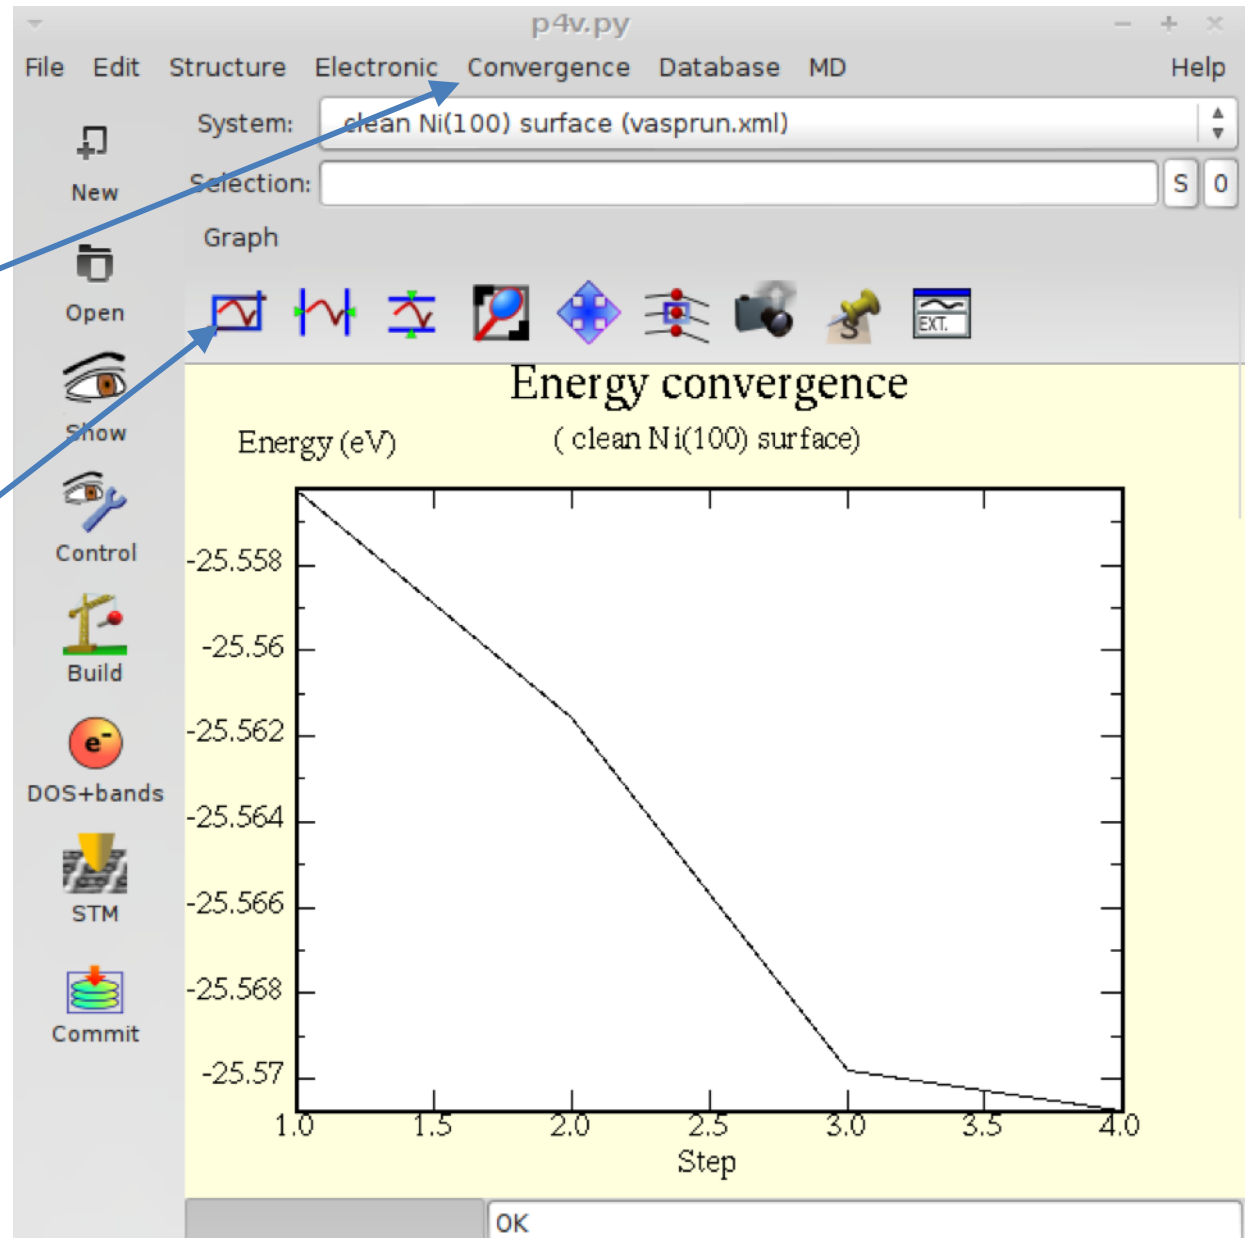 p4v.py
File Edit Structure Electronic Convergence Database MD Help
System: clean Ni(100) surface (vasprun.xml)
Selection: S 0
Graph
New
Open
Show
Control
Build
e-
DOS+bands
STM
Commit
S
EXT.
Energy convergence
( clean Ni(100) surface)
Energy (eV)
-25.558
-25.56
-25.562
-25.564
-25.566
-25.568
-25.57
1.0 1.5 2.0 2.5 3.0 3.5 4.0
Step
OK